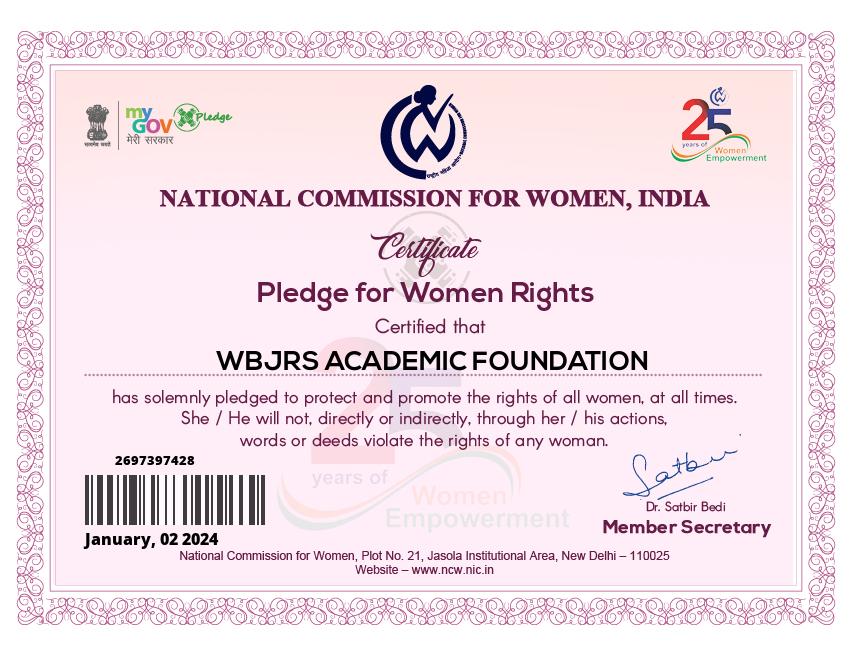 my
GOV
मेरी सरकार
Pledge
सत्यमेव जयते
25
years of
Women
Empowerment
NATIONAL COMMISSION FOR WOMEN, INDIA
Certificate
Pledge for Women Rights
Certified that
WBJRS ACADEMIC FOUNDATION
has solemnly pledged to protect and promote the rights of all women, at all times.
She / He will not, directly or indirectly, through her / his actions,
words or deeds violate the rights of any woman.
2697397428
25
years of
Women
Empowerment
Satbir
Dr. Satbir Bedi
Member Secretary
January, 02 2024
National Commission for Women, Plot No. 21, Jasola Institutional Area, New Delhi – 110025
Website – www.ncw.nic.in